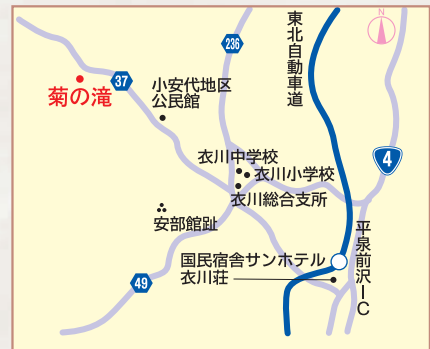 N
東北自動車道
236
37
菊の滝
小安代地区
公民館
4
衣川中学校
衣川小学校
衣川総合支所
安部館趾
平泉前沢IC
国民宿舎サンホテル
衣川荘
49